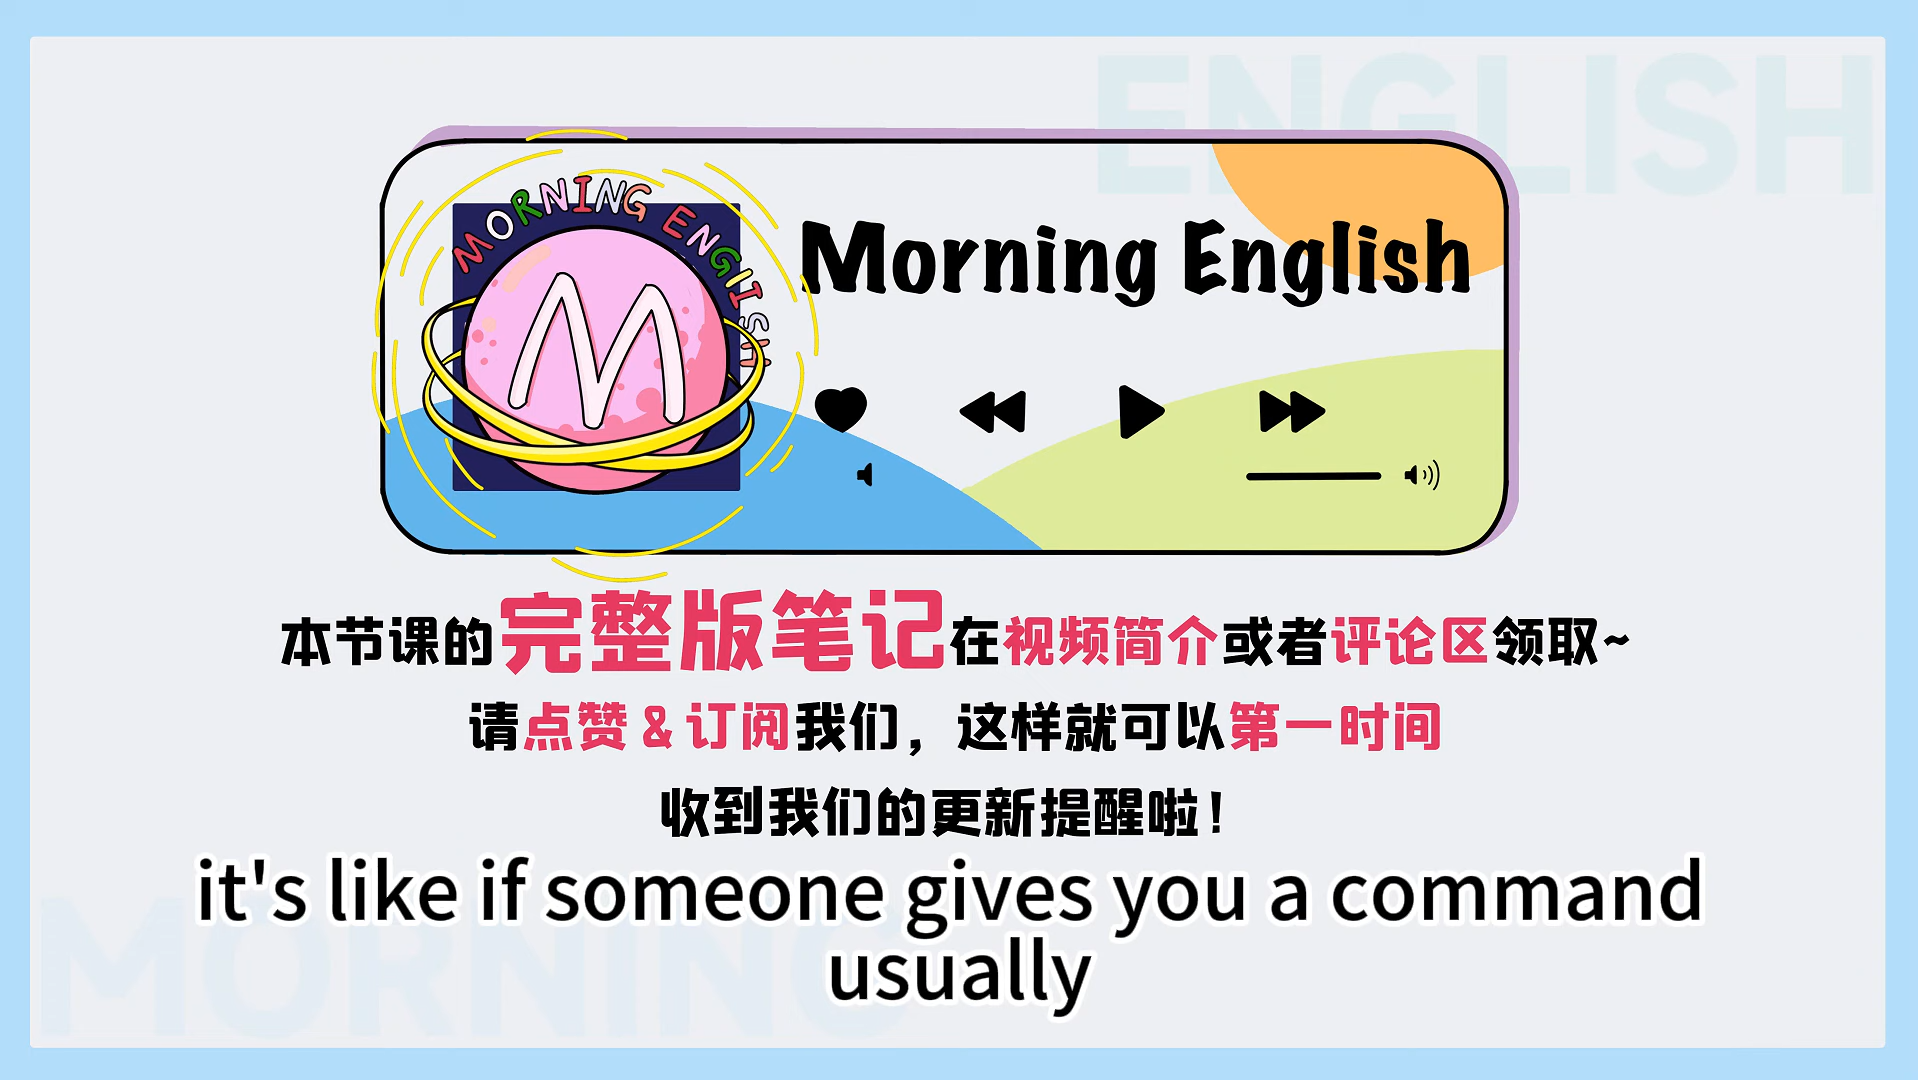 ENGLISH
MORNING ENGLISH
M
Morning English
本节课的完整版笔记在视频简介或者评论区领取~
请点赞&订阅我们，这样就可以第一时间
收到我们的更新提醒啦！
it's like if someone gives you a command
usually
MORNING